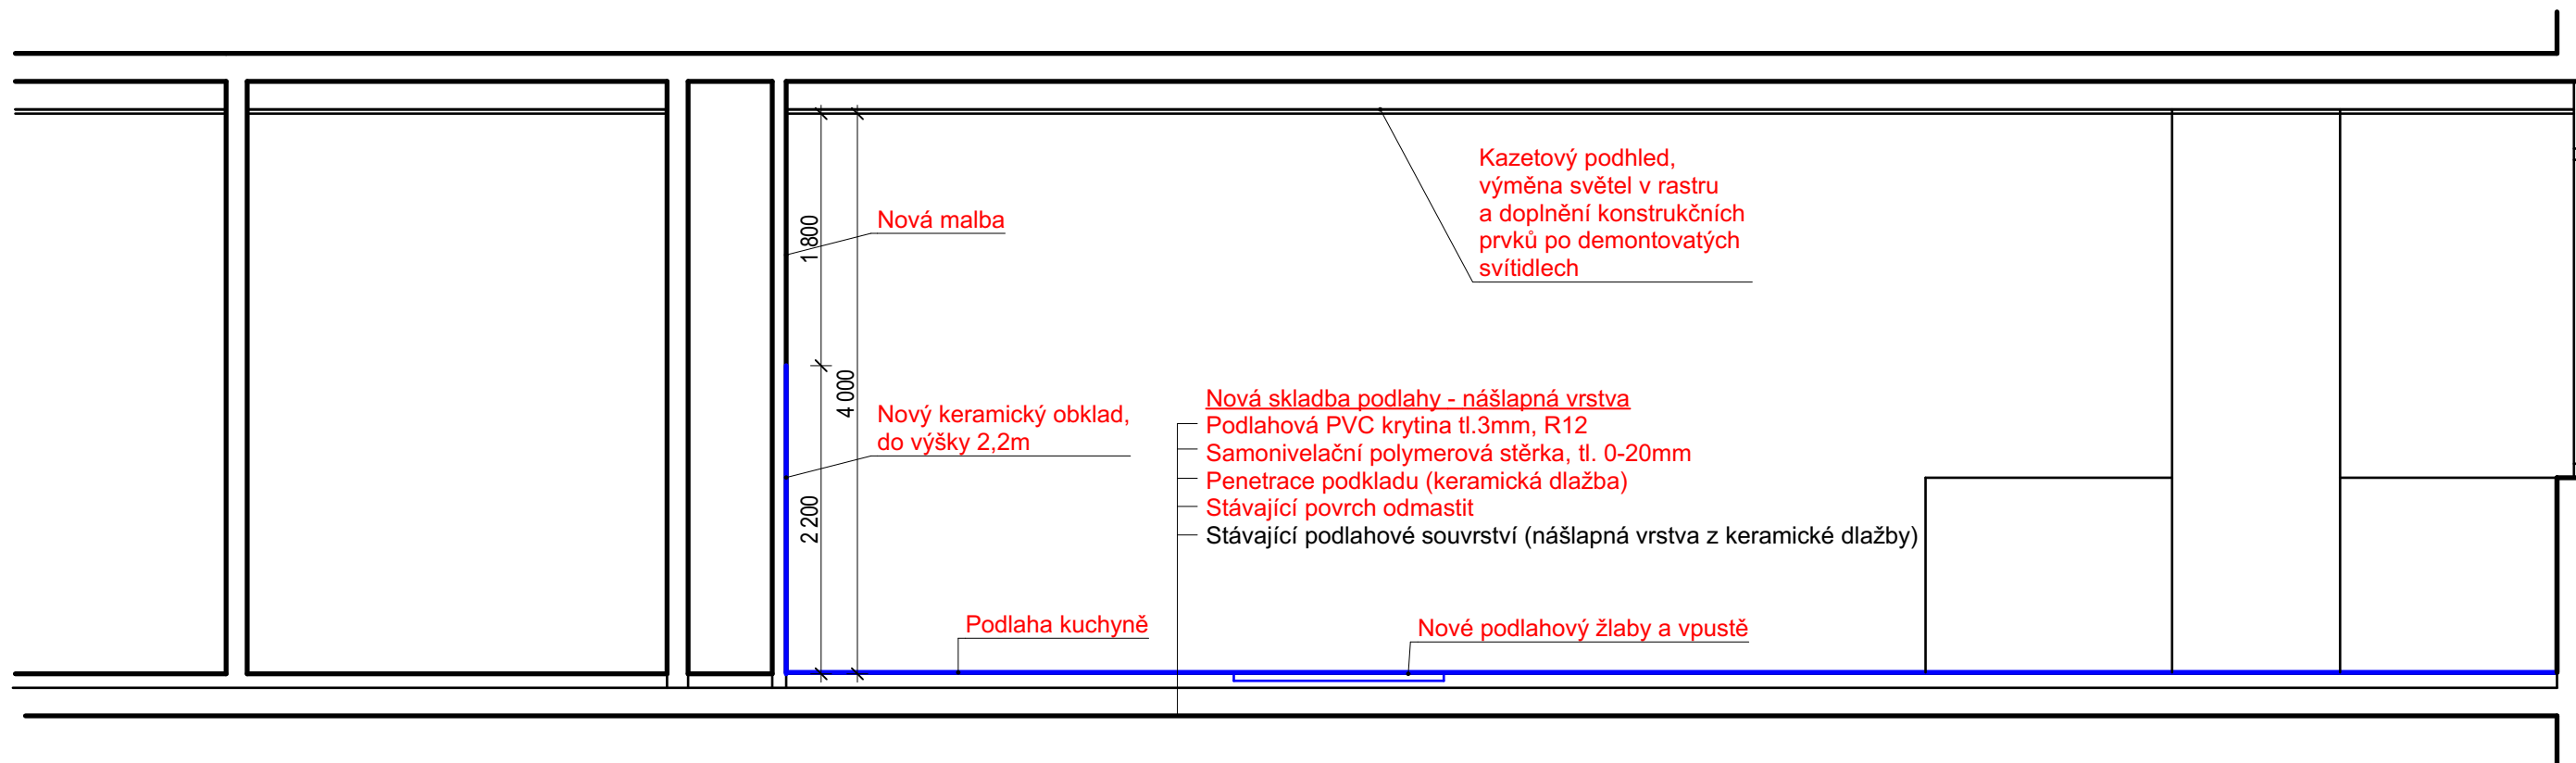 Kazetový podhled,
výměna světel v rastru
a doplnění konstrukčních
prvků po demontovatých
svítidlech
Nová malba
1 800
4 000
Nový keramický obklad,
do výšky 2,2m
2 200
Nová skladba podlahy - nášlapná vrstva
Podlahová PVC krytina tl.3mm, R12
Samonivelační polymerová stěrka, tl. 0-20mm
Penetrace podkladu (keramická dlažba)
Stávající povrch odmastit
Stávající podlahové souvrství (nášlapná vrstva z keramické dlažby)
Podlaha kuchyně
Nové podlahový žlaby a vpustě